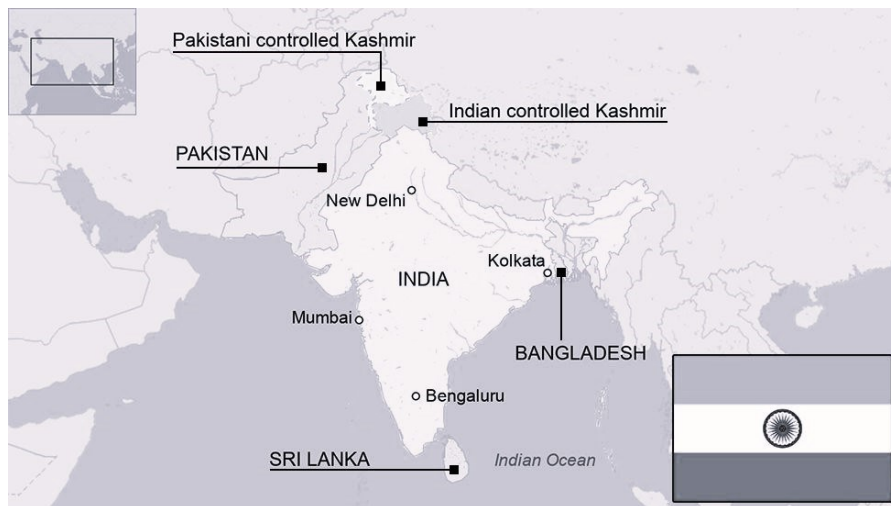 Pakistani controlled Kashmir
Indian controlled Kashmir
PAKISTAN
New Delhi
Kolkata
INDIA
Mumbai
BANGLADESH
Bengaluru
SRI LANKA
Indian Ocean